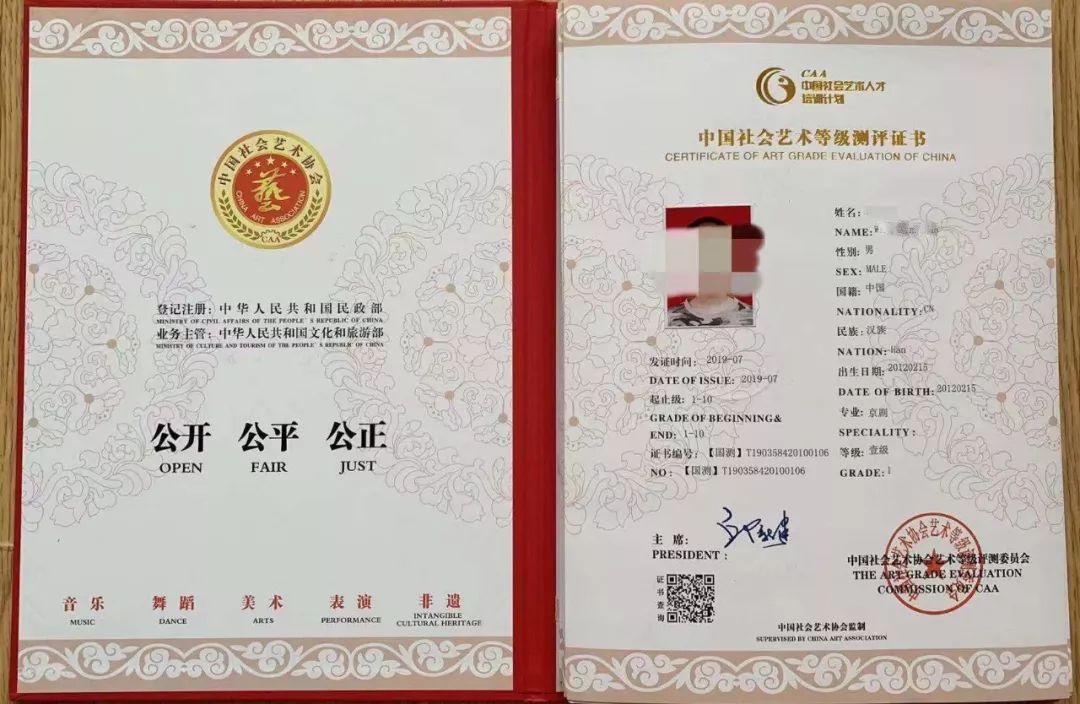 中国社会艺术协会
藝
CHINA ART ASSOCIATION
CAA
登记注册：中华人民共和国民政部
MINISTRY OF CIVIL AFFAIRS OF THE PEOPLE'S REPUBLIC OF CHINA
业务主管：中华人民共和国文化和旅游部
MINISTRY OF CULTURE AND TOURISM OF THE PEOPLE'S REPUBLIC OF CHINA
公开 公平 公正
OPEN FAIR JUST
音乐 舞蹈 美术 表演 非遗
MUSIC DANCE ARTS PERFORMANCE INTANGIBLE
CULTURAL HERITAGE
CAA
中国社会艺术人才
培训计划
中国社会艺术等级测评证书
CERTIFICATE OF ART GRADE EVALUATION OF CHINA
姓名：
NAME:
性别：男
SEX: MALE
国籍：中国
NATIONALITY: CN
民族：汉族
NATION: Han
出生日期：20120215
DATE OF BIRTH: 20120215
专业：京剧
SPECIALITY:
等级：壹级
GRADE: 1
发证时间：2019-07
DATE OF ISSUE: 2019-07
起止级：1-10
GRADE OF BEGINNING&
END: 1-10
证书编号：【国测】T190358420100106
NO：【国测】T190358420100106
主席：
PRESIDENT:
证书查询
中国社会艺术协会艺术等级评测委员会
THE ART GRADE EVALUATION
COMMISSION OF CAA
中国社会艺术协会监制
SUPERVISED BY CHINA ART ASSOCIATION